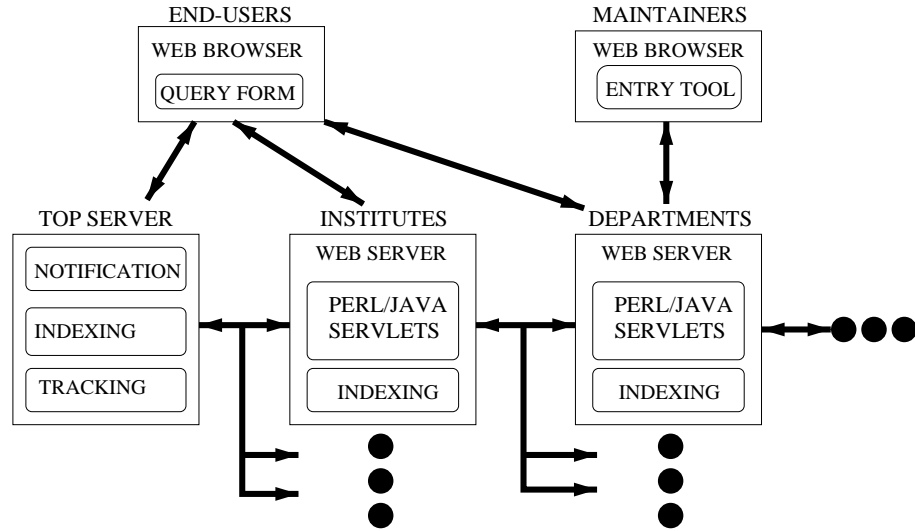 END-USERS
WEB BROWSER
QUERY FORM
MAINTAINERS
WEB BROWSER
ENTRY TOOL
TOP SERVER
NOTIFICATION
INDEXING
TRACKING
INSTITUTES
WEB SERVER
PERL/JAVA
SERVLETS
INDEXING
DEPARTMENTS
WEB SERVER
PERL/JAVA
SERVLETS
INDEXING